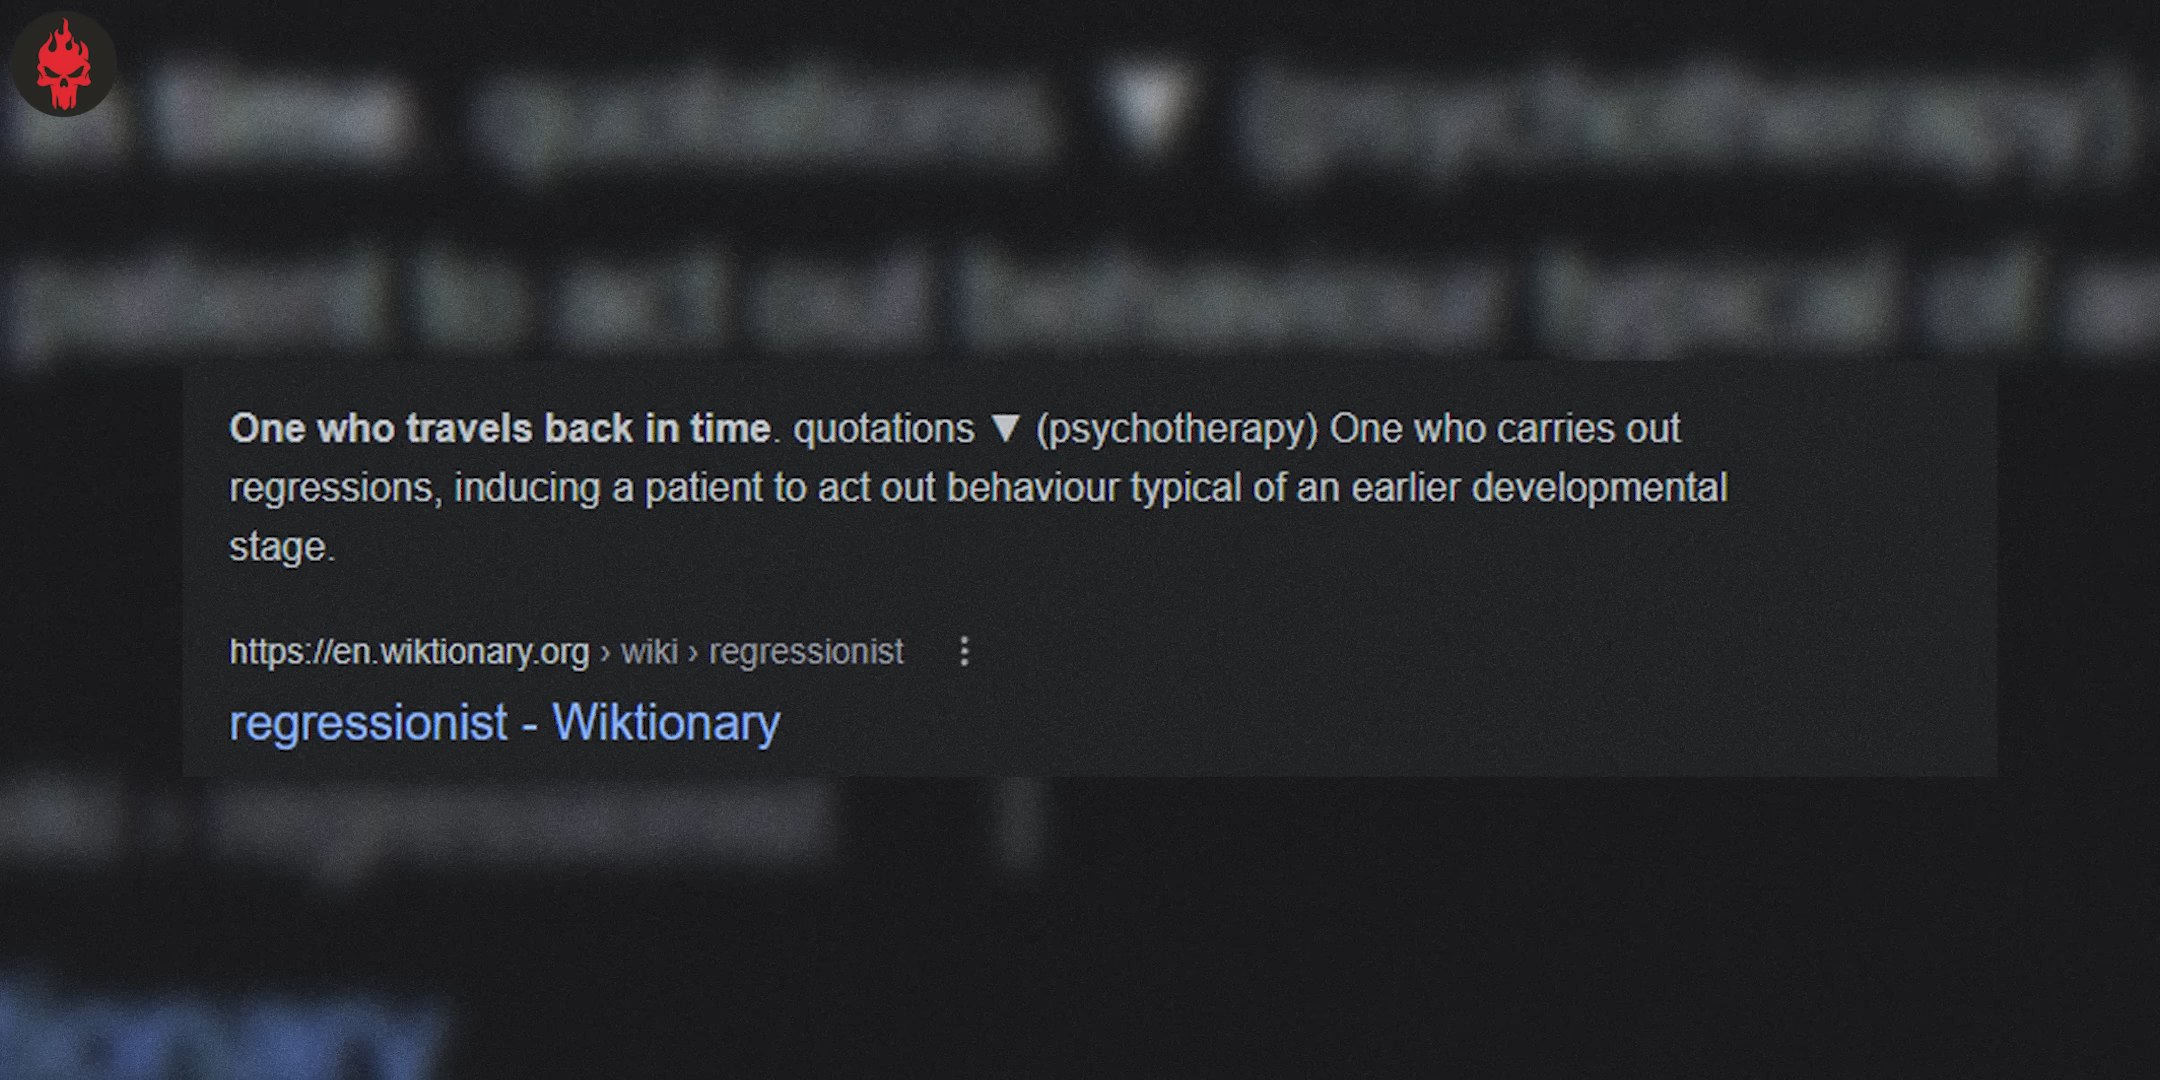 One who travels back in time. quotations ▼ (psychotherapy) One who carries out
regressions, inducing a patient to act out behaviour typical of an earlier developmental
stage.
https://en.wiktionary.org › wiki › regressionist
regressionist - Wiktionary